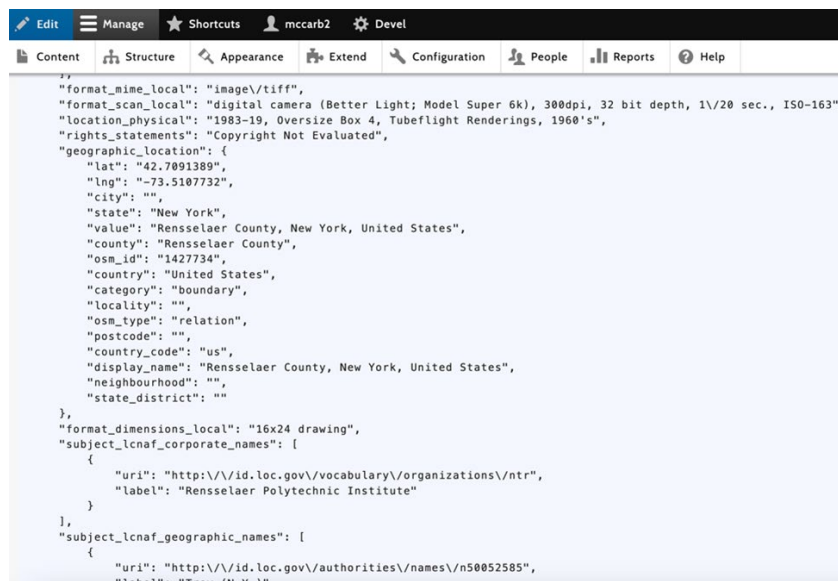 Edit Manage Shortcuts mccarb2 Devel
Content Structure Appearance Extend Configuration People Reports Help
],
"format_mime_local": "image\/tiff",
"format_scan_local": "digital camera (Better Light; Model Super 6k), 300dpi, 32 bit depth, 1\/20 sec., ISO-163
"location_physical": "1983-19, Oversize Box 4, Tubeflight Renderings, 1960's",
"rights_statements": "Copyright Not Evaluated",
"geographic_location": {
"lat": "42.7091389",
"lng": "-73.5107732",
"city": "",
"state": "New York",
"value": "Rensselaer County, New York, United States",
"county": "Rensselaer County",
"osm_id": "1427734",
"country": "United States",
"category": "boundary",
"locality": "",
"osm_type": "relation",
"postcode": "",
"country_code": "us",
"display_name": "Rensselaer County, New York, United States",
"neighbourhood": "",
"state_district": ""
},
"format_dimensions_local": "16x24 drawing",
"subject_lcnaf_corporate_names": [
{
"uri": "http:\/\/id.loc.gov\/vocabulary\/organizations\/ntr",
"label": "Rensselaer Polytechnic Institute"
}
],
"subject_lcnaf_geographic_names": [
{
"uri": "http:\/\/id.loc.gov\/authorities\/names\/n50052585",